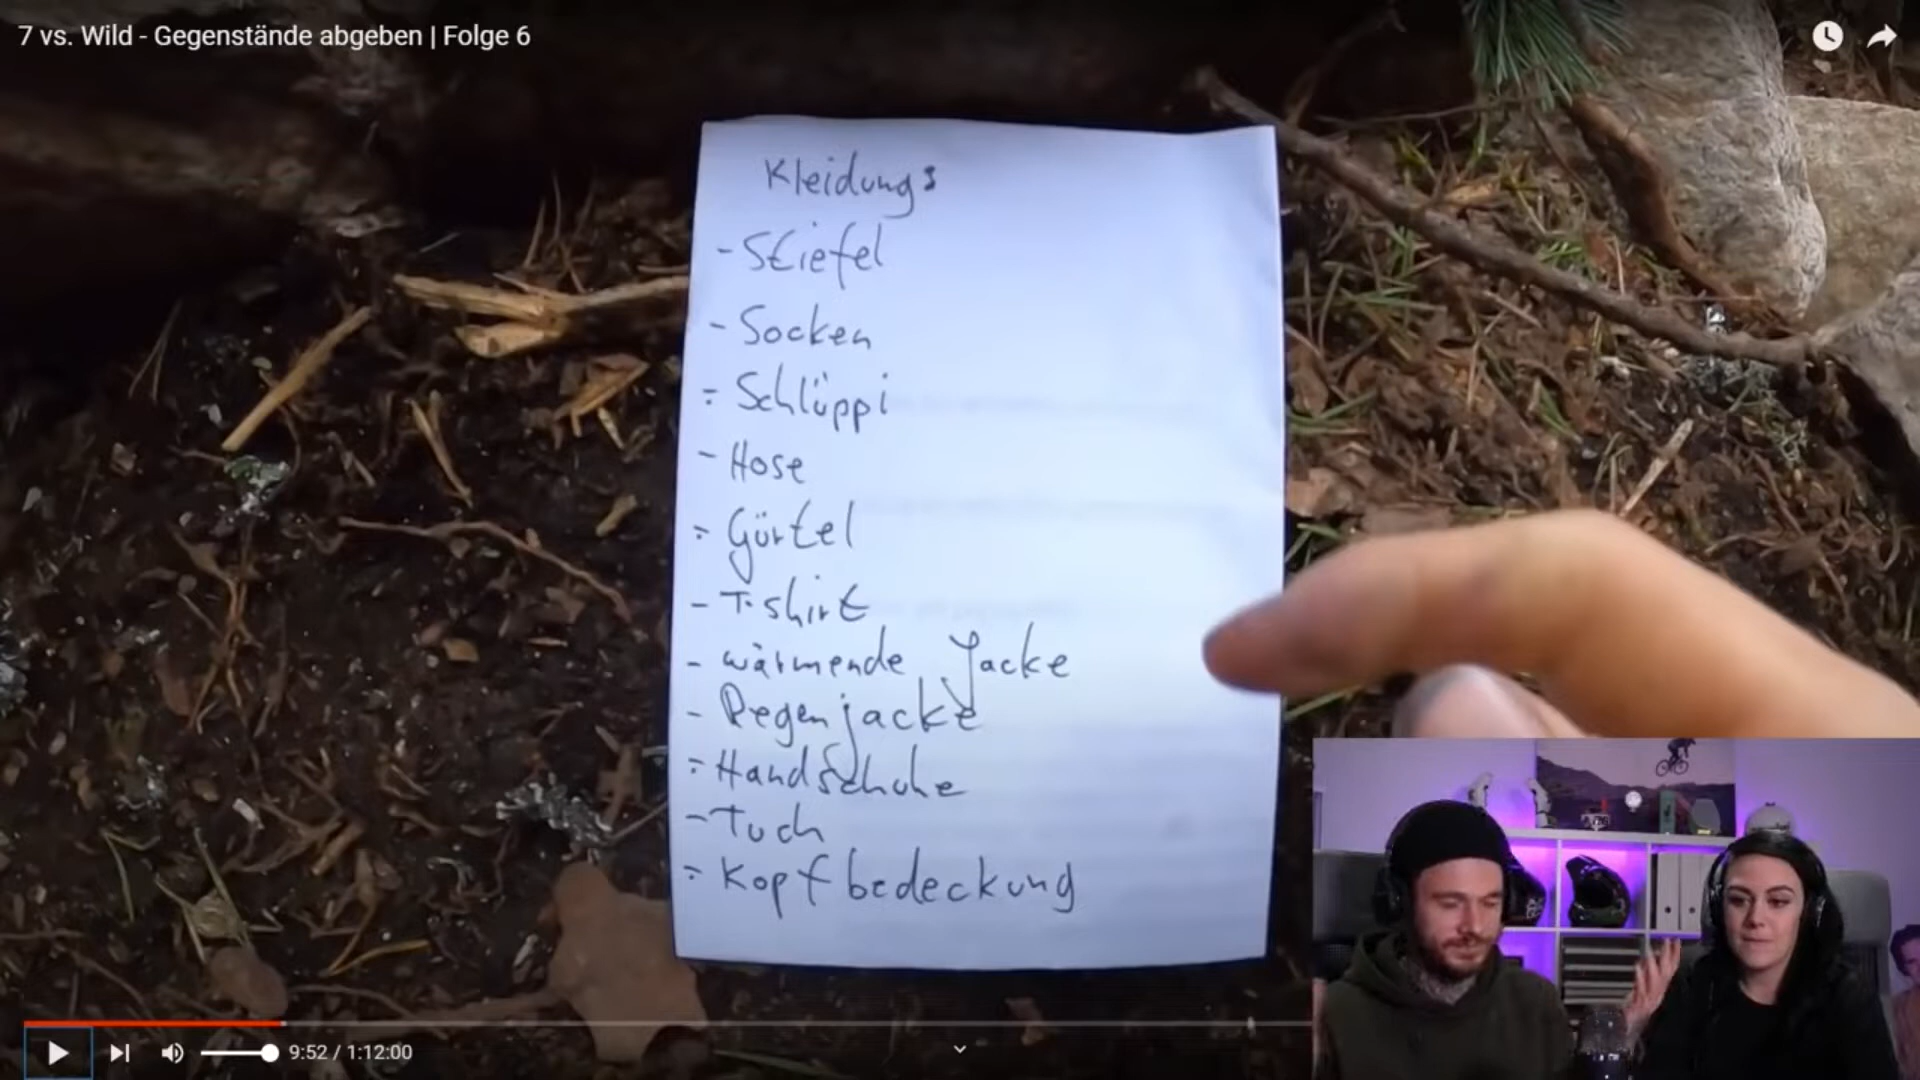 7 vs. Wild - Gegenstände abgeben | Folge 6
Kleidung:
- Stiefel
- Socken
- Schlüppi
- Hose
- Gürtel
- T-shirt
- wärmende Jacke
- Regenjacke
- Handschuhe
- Tuch
- Kopfbedeckung
9:52 / 1:12:00